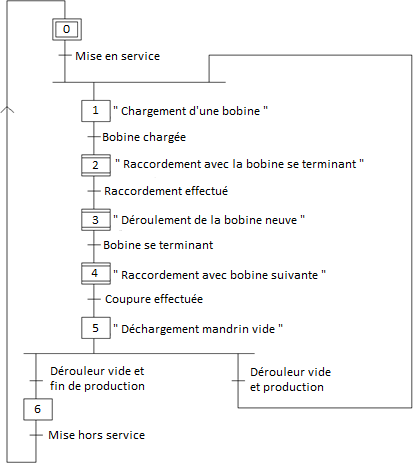 0
Mise en service
1 " Chargement d'une bobine "
Bobine chargée
2 " Raccordement avec la bobine se terminant "
Raccordement effectué
3 " Déroulement de la bobine neuve "
Bobine se terminant
4 " Raccordement avec bobine suivante "
Coupure effectuée
5 " Déchargement mandrin vide "
Dérouleur vide et
fin de production
Dérouleur vide
et production
6
Mise hors service